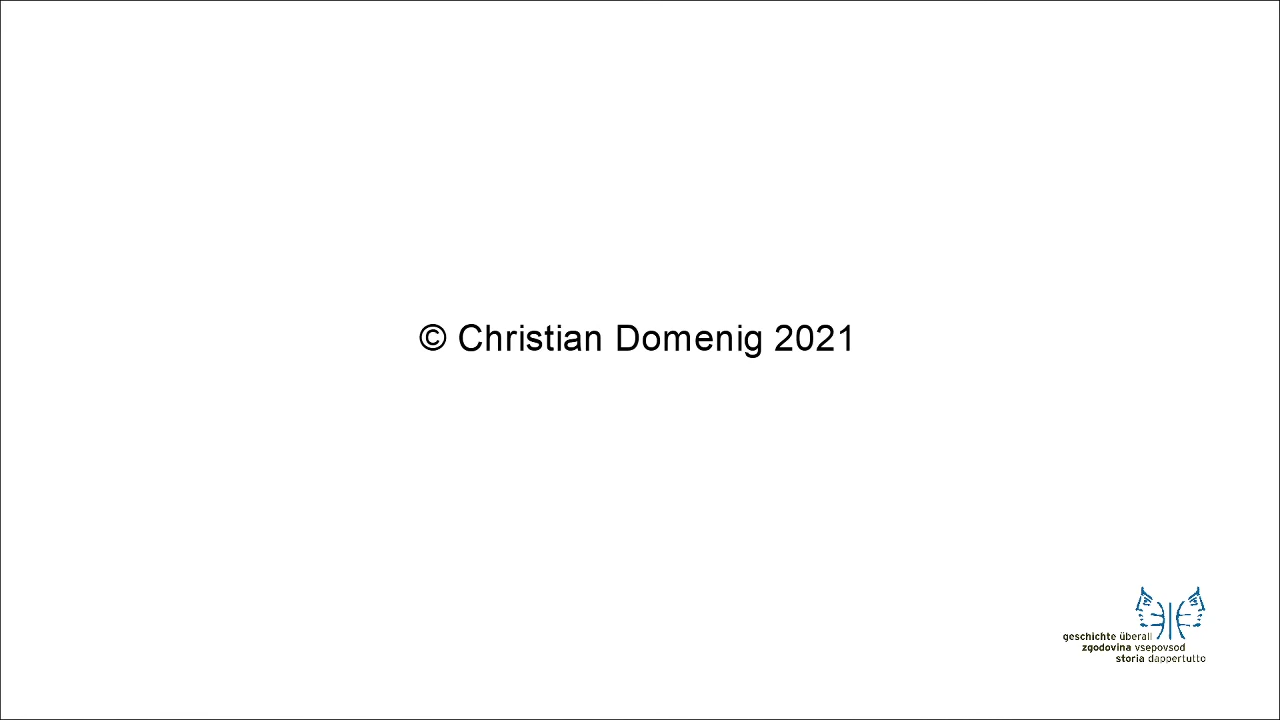 © Christian Domenig 2021
geschichte überall
zgodovina vsepovsod
storia dappertutto